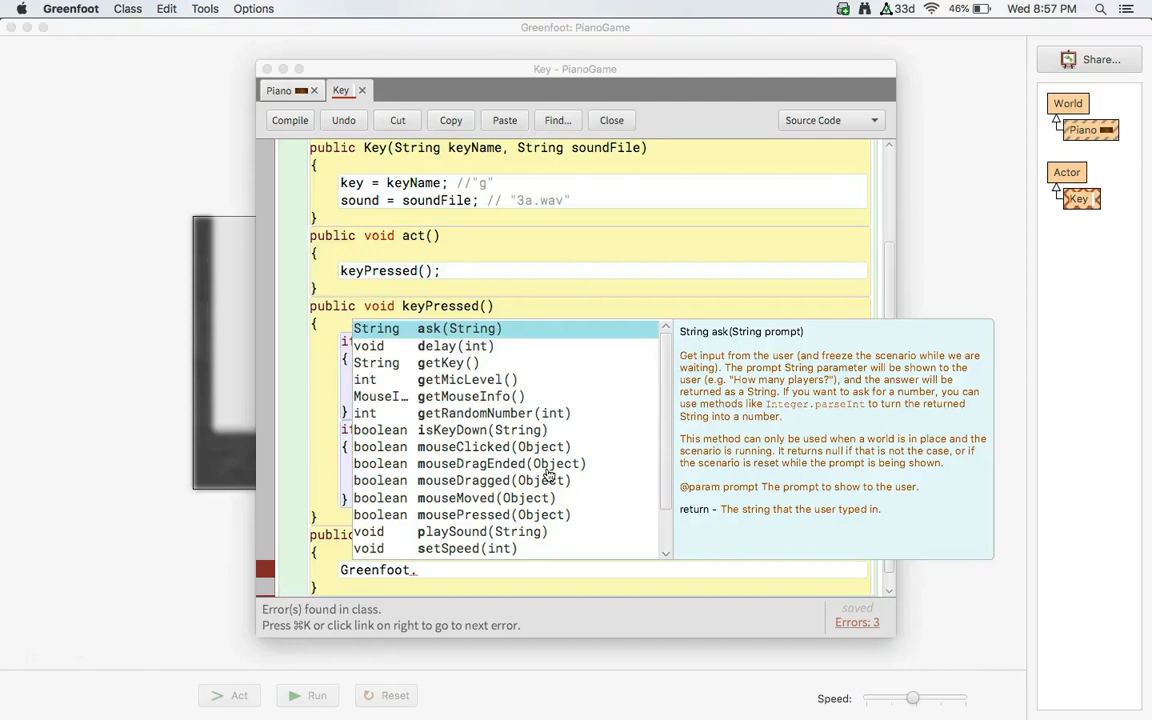 Greenfoot Class Edit Tools Options 33d 46% Wed 8:57 PM
Greenfoot: PianoGame
Key - PianoGame
Share...
Piano Key
Compile Undo Cut Copy Paste Find... Close Source Code
World
Piano
Actor
Key
public Key(String keyName, String soundFile)
{
key = keyName; //"g"
sound = soundFile; // "3a.wav"
}
public void act()
{
keyPressed();
}
public void keyPressed()
{
String ask(String)
void delay(int)
String getKey()
int getMicLevel()
MouseI… getMouseInfo()
int getRandomNumber(int)
boolean isKeyDown(String)
boolean mouseClicked(Object)
boolean mouseDragEnded(Object)
boolean mouseDragged(Object)
boolean mouseMoved(Object)
boolean mousePressed(Object)
void playSound(String)
void setSpeed(int)
String ask(String prompt)
Get input from the user (and freeze the scenario while we are
waiting). The prompt String parameter will be shown to the
user (e.g. "How many players?"), and the answer will be
returned as a String. If you want to ask for a number, you can
use methods like Integer.parseInt to turn the returned
String into a number.
This method can only be used when a world is in place and the
scenario is running. It returns null if that is not the case, or if
the scenario is reset while the prompt is being shown.
@param prompt The prompt to show to the user.
return - The string that the user typed in.
{
}
{
}
}
{
Greenfoot.
}
Error(s) found in class.
Press ⌘K or click link on right to go to next error.
saved
Errors: 3
Act Run Reset Speed: